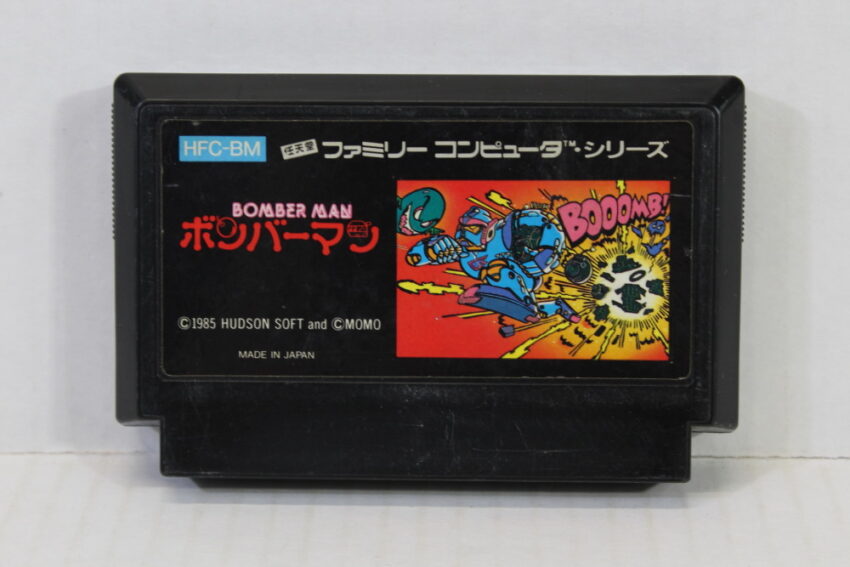 HFC-BM 任天堂 ファミリー コンピュータ™・シリーズ
BOMBER MAN
ボンバーマン
BOOOMB!
©1985 HUDSON SOFT and ©MOMO
MADE IN JAPAN